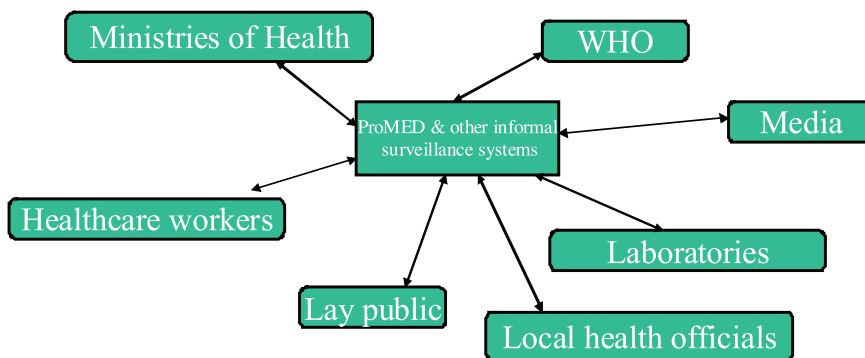 Ministries of Health
WHO
ProMED & other informal
surveillance systems
Media
Healthcare workers
Laboratories
Lay public
Local health officials